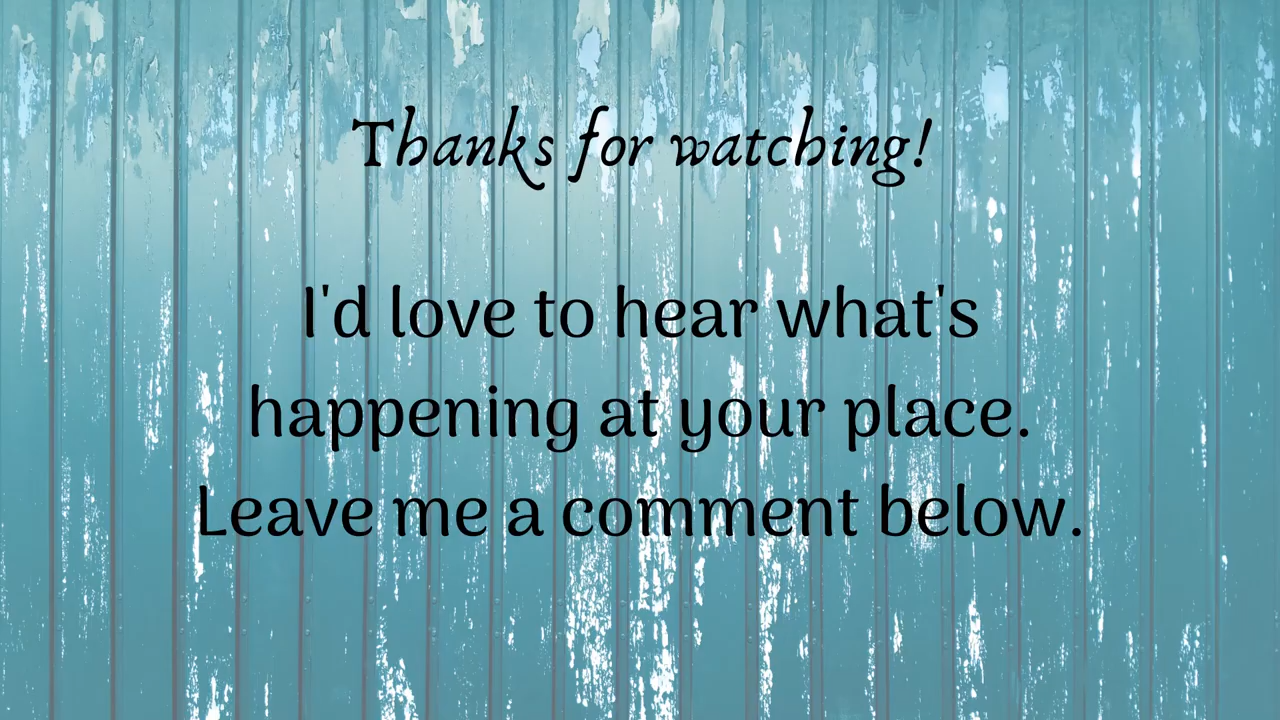 Thanks for watching!
I'd love to hear what's
happening at your place.
Leave me a comment below.